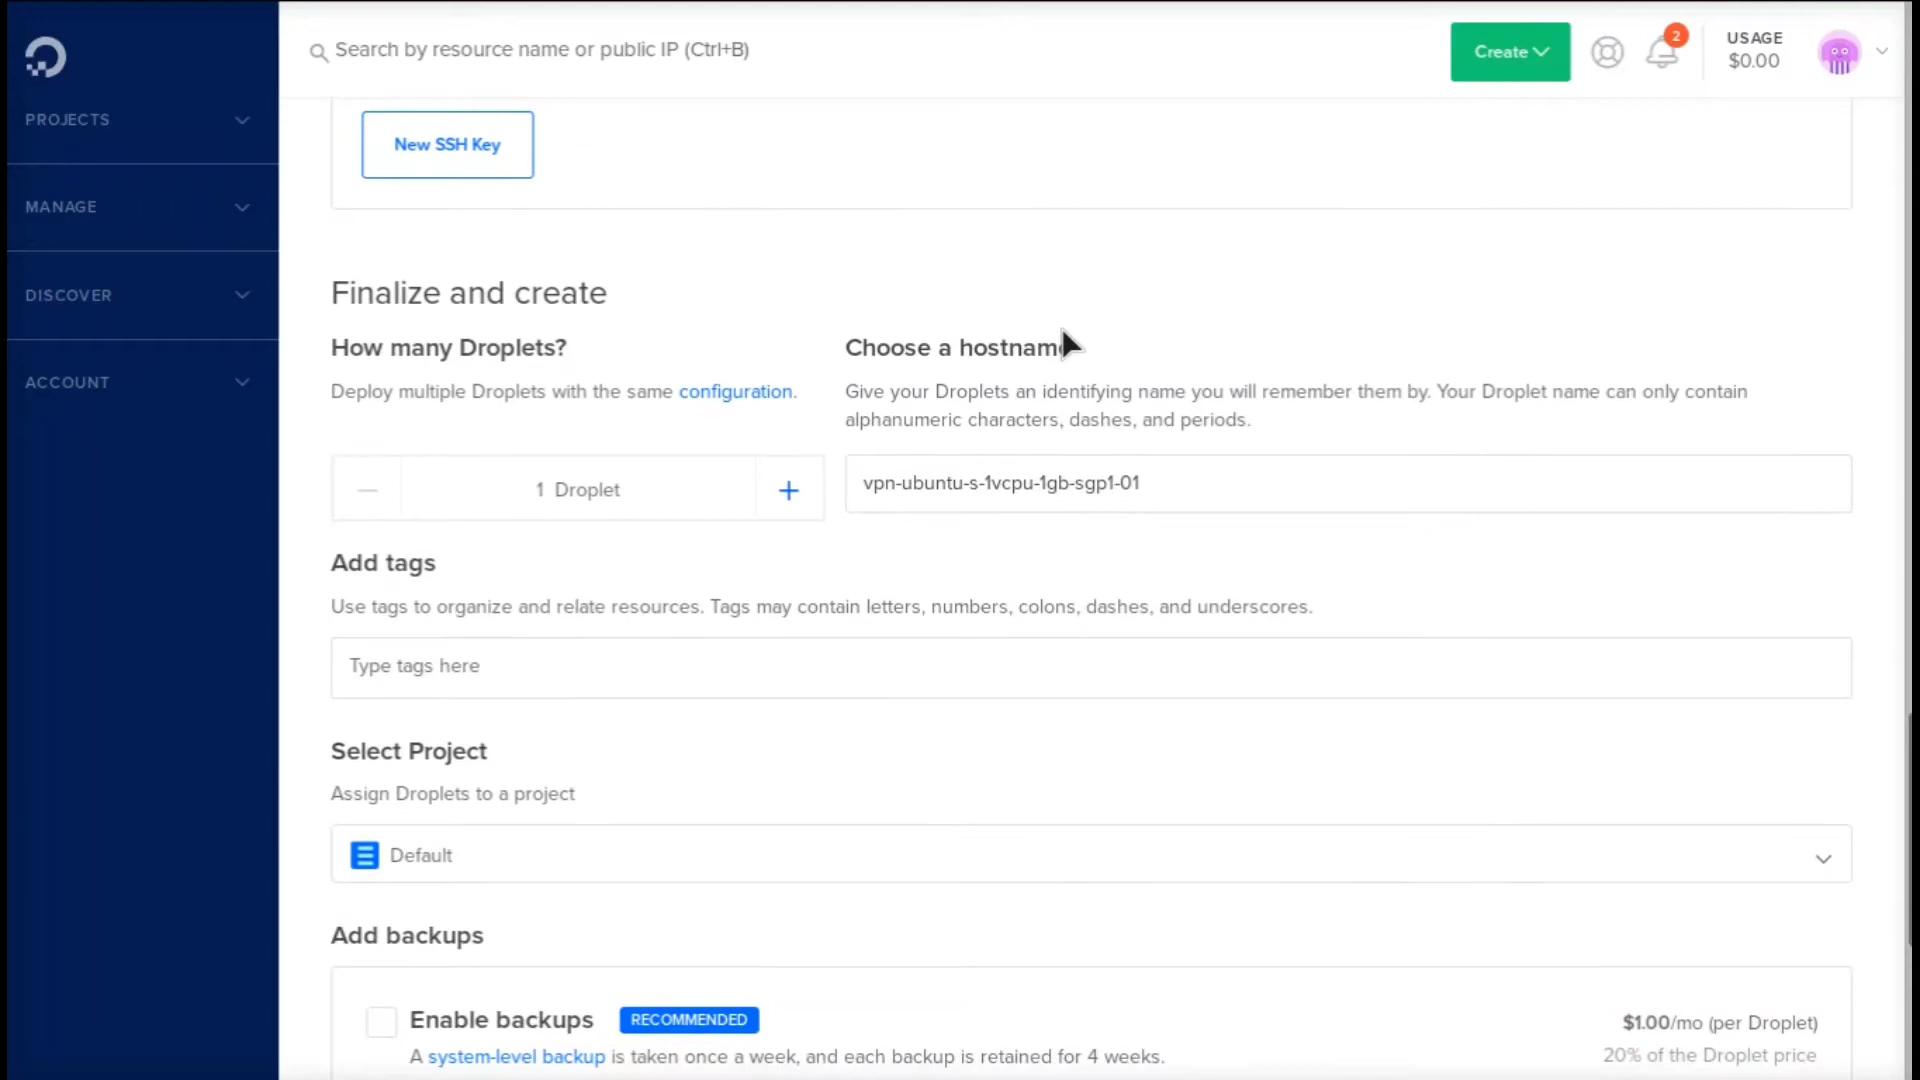 Search by resource name or public IP (Ctrl+B)
Create
2
USAGE
$0.00
PROJECTS
MANAGE
DISCOVER
ACCOUNT
New SSH Key
Finalize and create
How many Droplets?
Deploy multiple Droplets with the same configuration.
1 Droplet
Choose a hostname
Give your Droplets an identifying name you will remember them by. Your Droplet name can only contain
alphanumeric characters, dashes, and periods.
vpn-ubuntu-s-1vcpu-1gb-sgp1-01
Add tags
Use tags to organize and relate resources. Tags may contain letters, numbers, colons, dashes, and underscores.
Type tags here
Select Project
Assign Droplets to a project
Default
Add backups
Enable backups RECOMMENDED
$1.00/mo (per Droplet)
A system-level backup is taken once a week, and each backup is retained for 4 weeks.
20% of the Droplet price